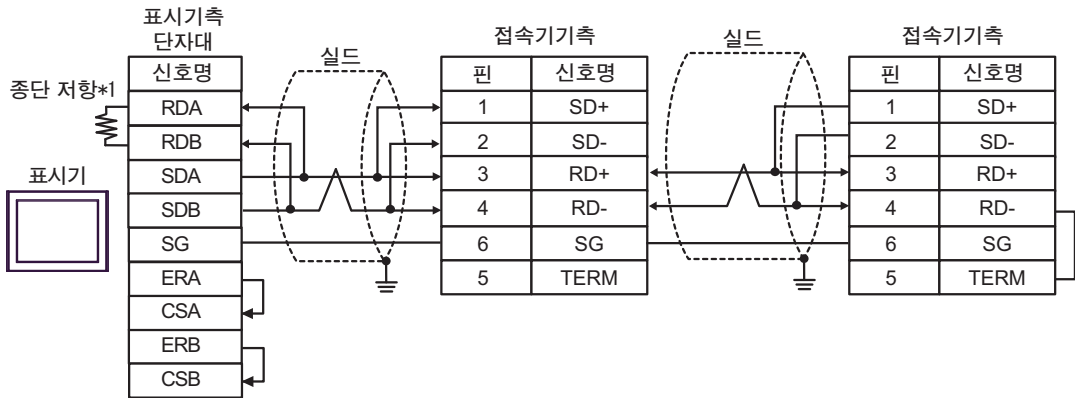 표시기측
단자대
신호명
RDA
RDB
SDA
SDB
SG
ERA
CSA
ERB
CSB
종단 저항*1
표시기
실드
접속기기측
핀 신호명
1 SD+
2 SD-
3 RD+
4 RD-
6 SG
5 TERM
실드
접속기기측
핀 신호명
1 SD+
2 SD-
3 RD+
4 RD-
6 SG
5 TERM